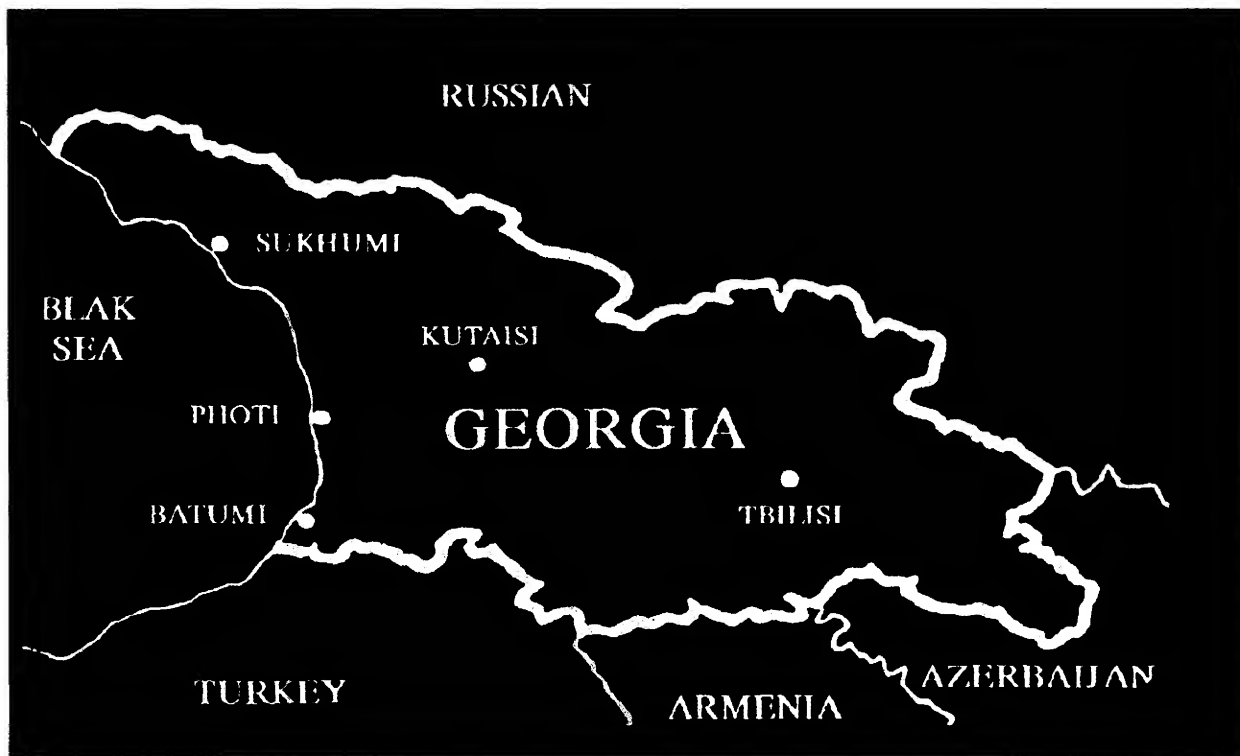 RUSSIAN
SUKHUMI
BLAK
SEA
KUTAISI
PHOTI
GEORGIA
BATUMI
TBILISI
TURKEY
ARMENIA
AZERBAIJAN